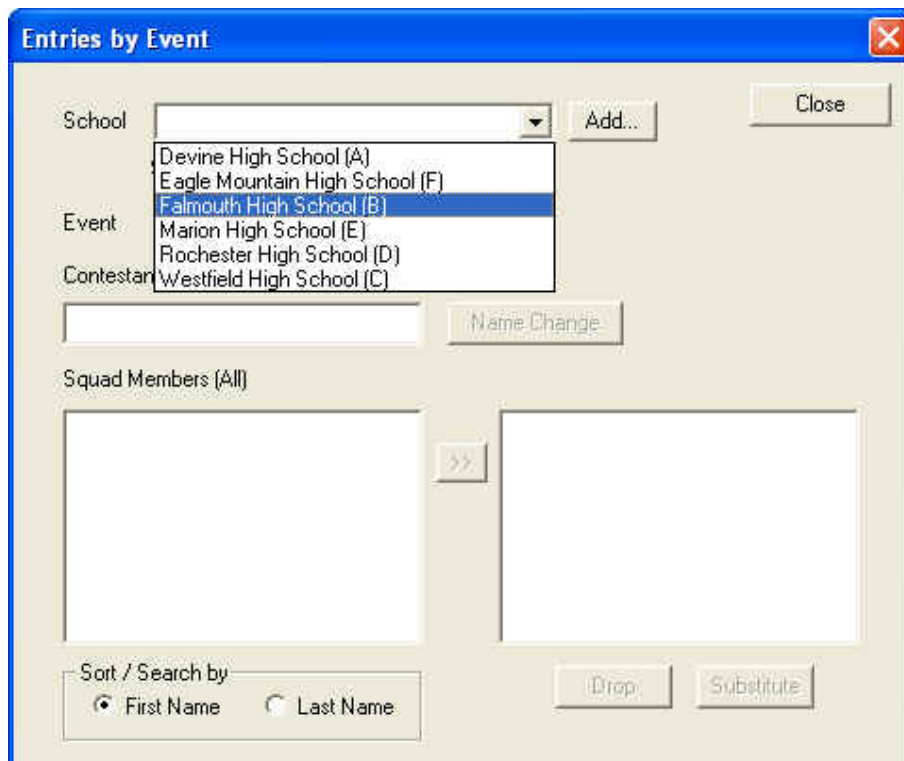 Entries by Event
Close
School
Add...
Devine High School (A)
Eagle Mountain High School (F)
Falmouth High School (B)
Event
Marion High School (E)
Rochester High School (D)
Westfield High School (C)
Name Change
Squad Members (All)
>>
Sort / Search by
First Name
Last Name
Drop
Substitute